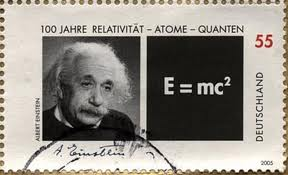 100 JAHRE RELATIVITÄT – ATOME – QUANTEN
55
ALBERT EINSTEIN
E = mc²
DEUTSCHLAND
A. Einstein
2005